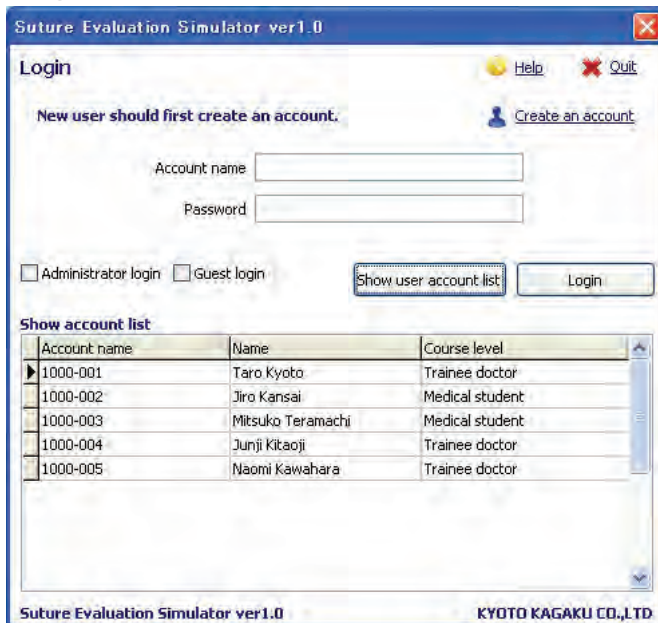 Suture Evaluation Simulator ver1.0
Login
Help
Quit
New user should first create an account.
Create an account
Account name
Password
Administrator login
Guest login
Show user account list
Login
Show account list
Account name Name Course level
1000-001 Taro Kyoto Trainee doctor
1000-002 Jiro Kansai Medical student
1000-003 Mitsuko Teramachi Medical student
1000-004 Junji Kitaoji Trainee doctor
1000-005 Naomi Kawahara Trainee doctor
Suture Evaluation Simulator ver1.0 KYOTO KAGAKU CO.,LTD